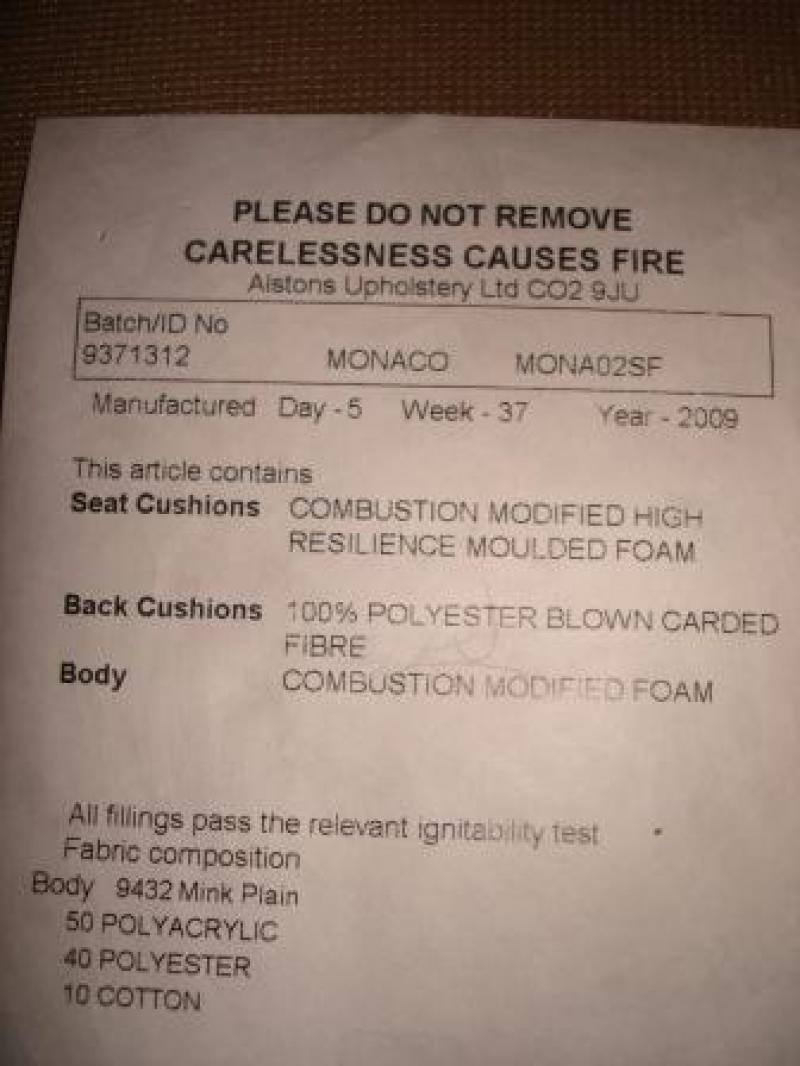 PLEASE DO NOT REMOVE
CARELESSNESS CAUSES FIRE
Alstons Upholstery Ltd CO2 9JU
Batch/ID No
9371312 MONACO MONA02SF
Manufactured Day - 5 Week - 37 Year - 2009
This article contains
Seat Cushions COMBUSTION MODIFIED HIGH
RESILIENCE MOULDED FOAM
Back Cushions 100% POLYESTER BLOWN CARDED
FIBRE
Body COMBUSTION MODIFIED FOAM
All fillings pass the relevant ignitability test
Fabric composition
Body 9432 Mink Plain
50 POLYACRYLIC
40 POLYESTER
10 COTTON